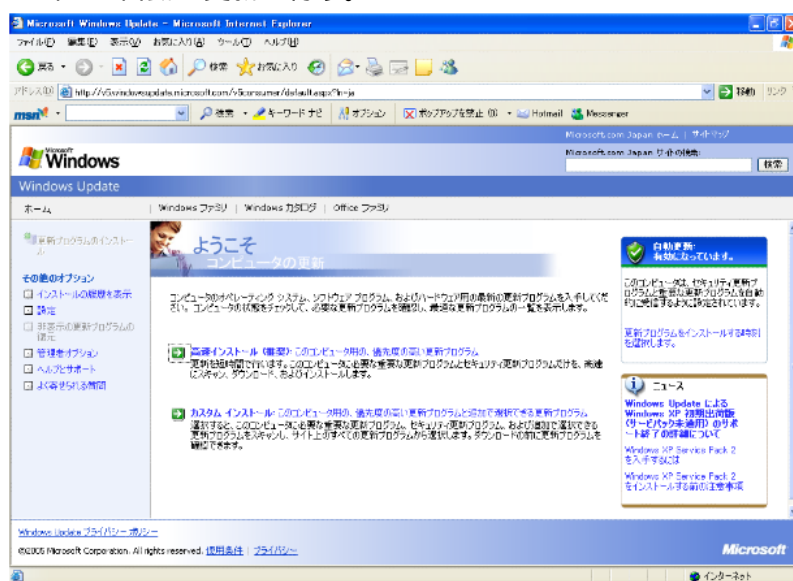 Microsoft Windows Update - Microsoft Internet Explorer
ファイル(F) 編集(E) 表示(V) お気に入り(A) ツール(T) ヘルプ(H)
戻る 検索 お気に入り
アドレス(D) http://v5.windowsupdate.microsoft.com/v5consumer/default.aspx?ln=ja 移動 リンク
msn 検索 キーワード ナビ オプション ポップアップを禁止 Hotmail Messenger
Microsoft.com Japan ホーム | サイトマップ
Microsoft Windows
Microsoft.com Japan サイトの検索:
検索
Windows Update
ホーム | Windows ファミリ | Windows カタログ | Office ファミリ
更新プログラムのインストール
その他のオプション
インストールの履歴を表示
設定
非表示の更新プログラムの
復元
管理者オプション
ヘルプとサポート
よく寄せられる質問
ようこそ
コンピュータの更新
コンピュータのオペレーティング システム、ソフトウェア プログラム、およびハードウェア用の最新の更新プログラムを入手してくだ
さい。コンピュータの状態をチェックして、必要な更新プログラムを確認し、最適な更新プログラムの一覧を表示します。
高速インストール (推奨): このコンピュータ用の、優先度の高い更新プログラム
更新を短時間で行います。このコンピュータに必要な重要な更新プログラムとセキュリティ更新プログラムだけを、高速
にスキャン、ダウンロード、およびインストールします。
カスタム インストール: このコンピュータ用の、優先度の高い更新プログラムと追加で選択できる更新プログラム
選択すると、このコンピュータに必要な重要な更新プログラム、セキュリティ更新プログラム、および追加で選択できる
更新プログラムをスキャンし、サイト上のすべての更新プログラムから選択します。ダウンロードの前に更新プログラムを
確認できます。
自動更新:
有効になっています。
このコンピュータは、セキュリティ更新プ
ログラムと重要な更新プログラムを自動
的に受信するように設定されています。
更新プログラムをインストールする時刻
を選択します。
ニュース
Windows Update による
Windows XP 初期出荷版
(サービスパック未適用) のサポ
ート終了の詳細について
Windows XP Service Pack 2
を入手するには
Windows XP Service Pack 2
をインストールする前の注意事項
Windows Update プライバシー ポリシー
©2005 Microsoft Corporation. All rights reserved. 使用条件 | プライバシー
Microsoft
インターネット